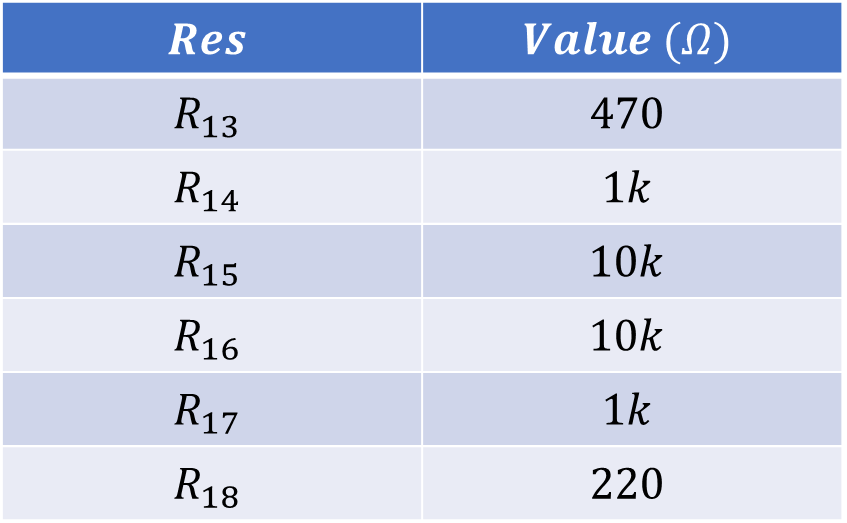 Res Value (Ω)
R₁₃ 470
R₁₄ 1k
R₁₅ 10k
R₁₆ 10k
R₁₇ 1k
R₁₈ 220